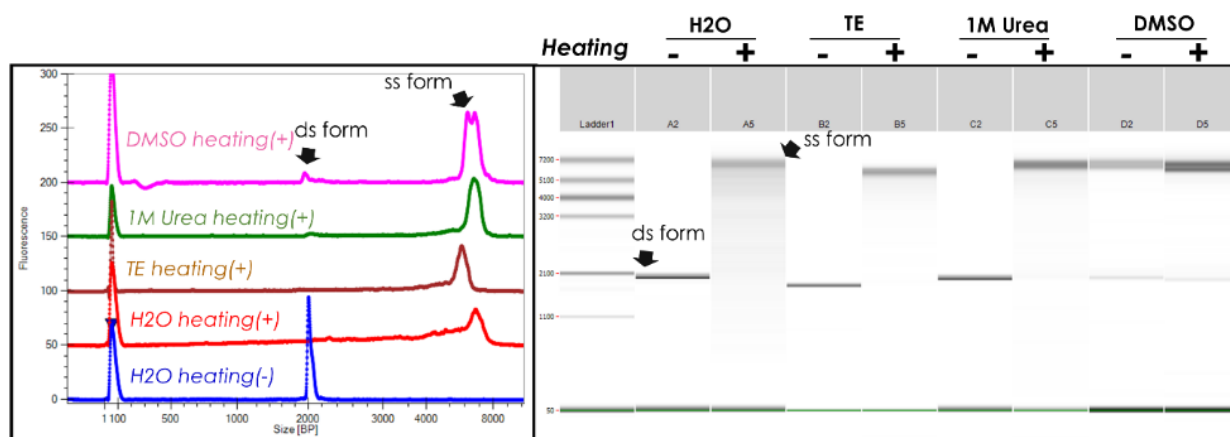 300
250
200
150
100
50
0
Fluorescence
DMSO heating(+)
1M Urea heating(+)
TE heating(+)
H2O heating(+)
H2O heating(-)
ds form
ss form
1 100 500 1000 2000 3000 4000 8000
Size [BP]
H2O TE 1M Urea DMSO
Heating - + - + - + - +
Ladder1 A2 A5 B2 B5 C2 C5 D2 D5
ss form
ds form
7000
5100
4000
3200
2100
1100
50